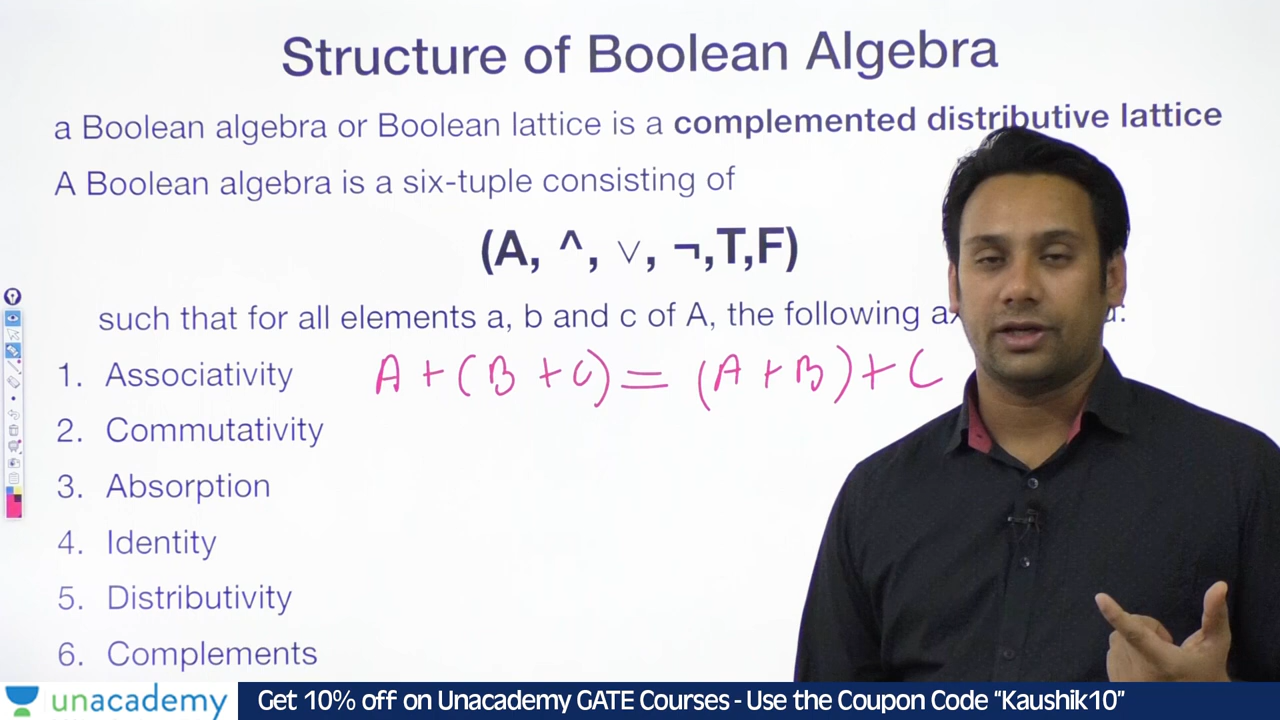 Structure of Boolean Algebra
a Boolean algebra or Boolean lattice is a complemented distributive lattice
A Boolean algebra is a six-tuple consisting of
(A, ^, ∨, ¬,T,F)
such that for all elements a, b and c of A, the following
1. Associativity A + (B + C) = (A + B) + C
2. Commutativity
3. Absorption
4. Identity
5. Distributivity
6. Complements
unacademy
Get 10% off on Unacademy GATE Courses - Use the Coupon Code “Kaushik10”